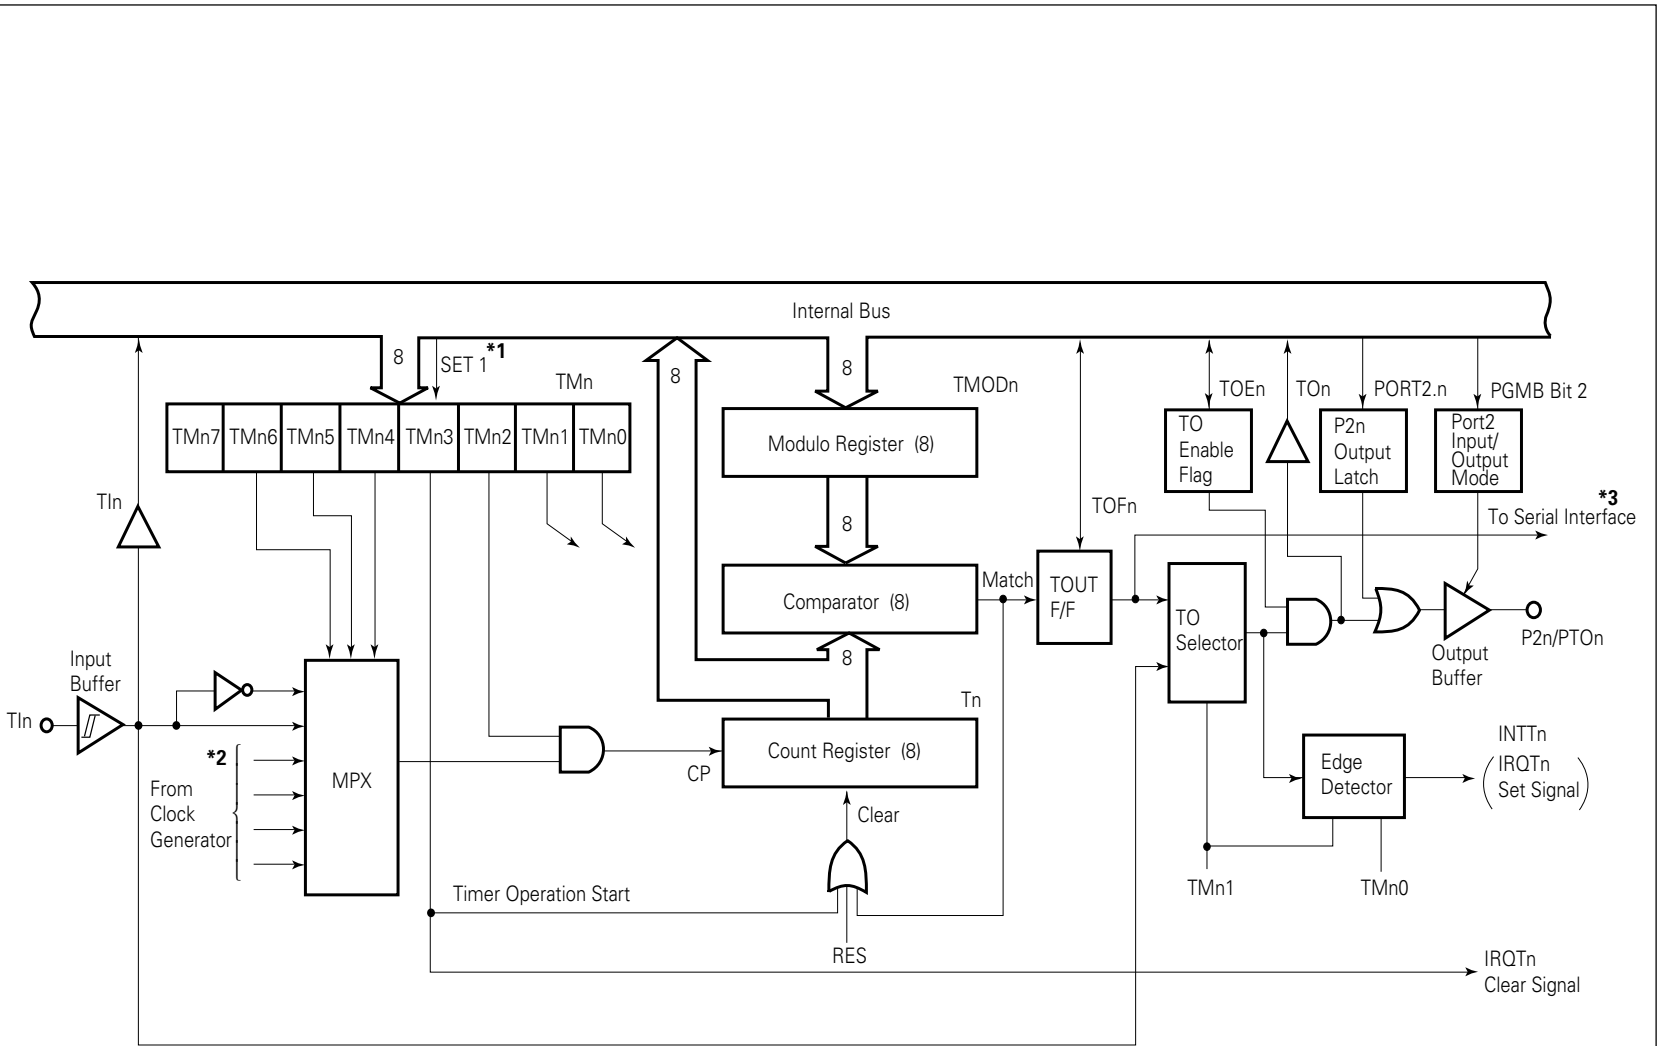 Internal Bus
8
SET 1 *1
TMn
8
8
TMODn
TOEn
TOn
PORT2.n
PGMB Bit 2
TMn7 TMn6 TMn5 TMn4 TMn3 TMn2 TMn1 TMn0
Modulo Register (8)
TO
Enable
Flag
P2n
Output
Latch
Port2
Input/
Output
Mode
TIn
8
TOFn
*3
To Serial Interface
Comparator (8)
Match
TOUT
F/F
TO
Selector
8
P2n/PTOn
Output
Buffer
Input
Buffer
TIn
Tn
*2
From
Clock
Generator
MPX
CP
Count Register (8)
Edge
Detector
INTTn
IRQTn
Set Signal
Clear
TMn1
TMn0
Timer Operation Start
RES
IRQTn
Clear Signal